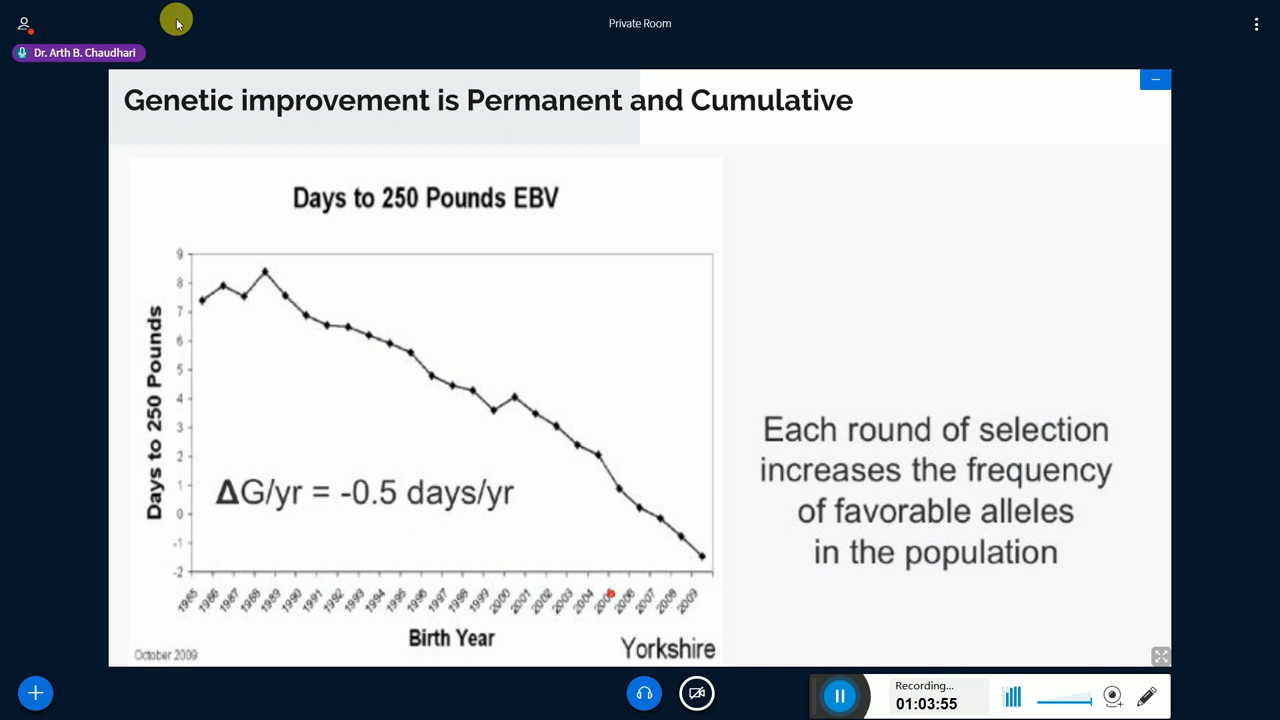 Private Room
Dr. Arth B. Chaudhari
Genetic improvement is Permanent and Cumulative
Days to 250 Pounds EBV
Days to 250 Pounds
9
8
7
6
5
4
3
2
1
0
-1
-2
ΔG/yr = -0.5 days/yr
1985
1986
1987
1988
1989
1990
1991
1992
1993
1994
1995
1996
1997
1998
1999
2000
2001
2002
2003
2004
2005
2006
2007
2008
2009
Birth Year
October 2009
Yorkshire
Each round of selection
increases the frequency
of favorable alleles
in the population
Recording...
01:03:55